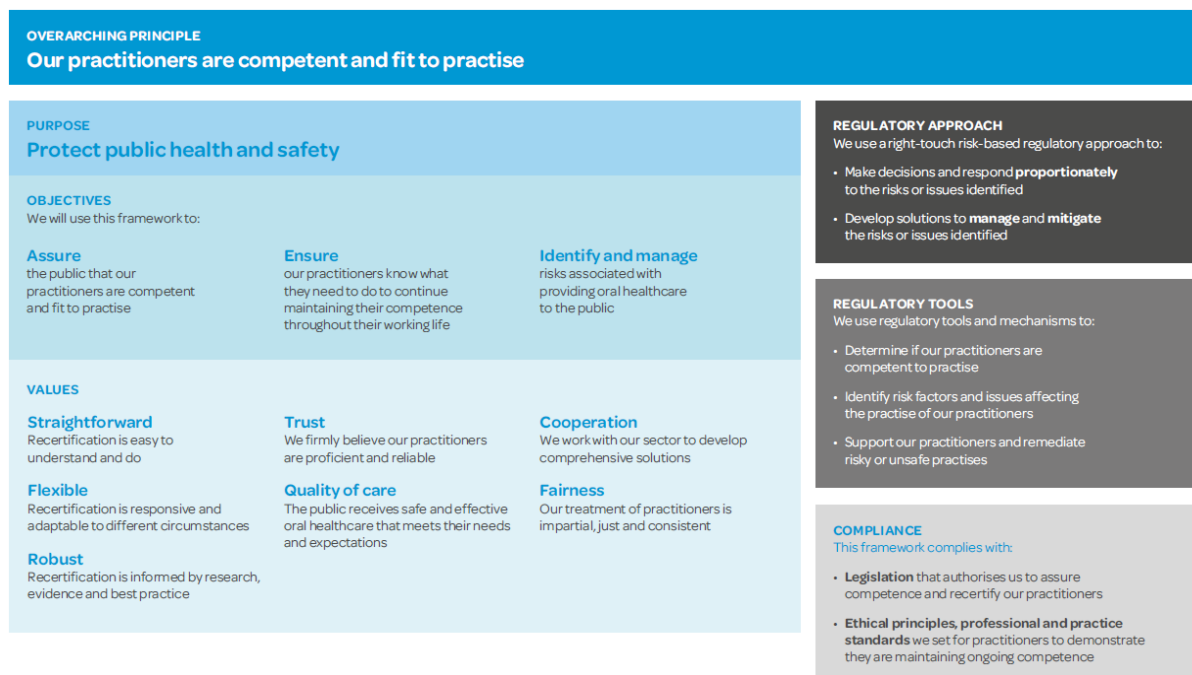 OVERARCHING PRINCIPLE
Our practitioners are competent and fit to practise
PURPOSE
Protect public health and safety
OBJECTIVES
We will use this framework to:
Assure
the public that our
practitioners are competent
and fit to practise
Ensure
our practitioners know what
they need to do to continue
maintaining their competence
throughout their working life
Identify and manage
risks associated with
providing oral healthcare
to the public
VALUES
Straightforward
Recertification is easy to
understand and do
Trust
We firmly believe our practitioners
are proficient and reliable
Cooperation
We work with our sector to develop
comprehensive solutions
Flexible
Recertification is responsive and
adaptable to different circumstances
Quality of care
The public receives safe and effective
oral healthcare that meets their needs
and expectations
Fairness
Our treatment of practitioners is
impartial, just and consistent
Robust
Recertification is informed by research,
evidence and best practice
REGULATORY APPROACH
We use a right-touch risk-based regulatory approach to:
• Make decisions and respond proportionately
to the risks or issues identified
• Develop solutions to manage and mitigate
the risks or issues identified
REGULATORY TOOLS
We use regulatory tools and mechanisms to:
• Determine if our practitioners are
competent to practise
• Identify risk factors and issues affecting
the practise of our practitioners
• Support our practitioners and remediate
risky or unsafe practises
COMPLIANCE
This framework complies with:
• Legislation that authorises us to assure
competence and recertify our practitioners
• Ethical principles, professional and practice
standards we set for practitioners to demonstrate
they are maintaining ongoing competence